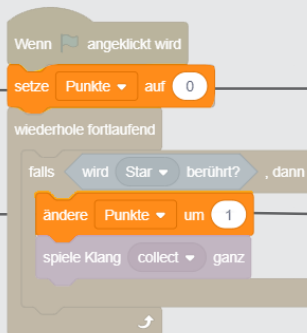 Wenn angeklickt wird
setze Punkte auf 0
wiederhole fortlaufend
falls wird Star berührt? , dann
ändere Punkte um 1
spiele Klang collect ganz